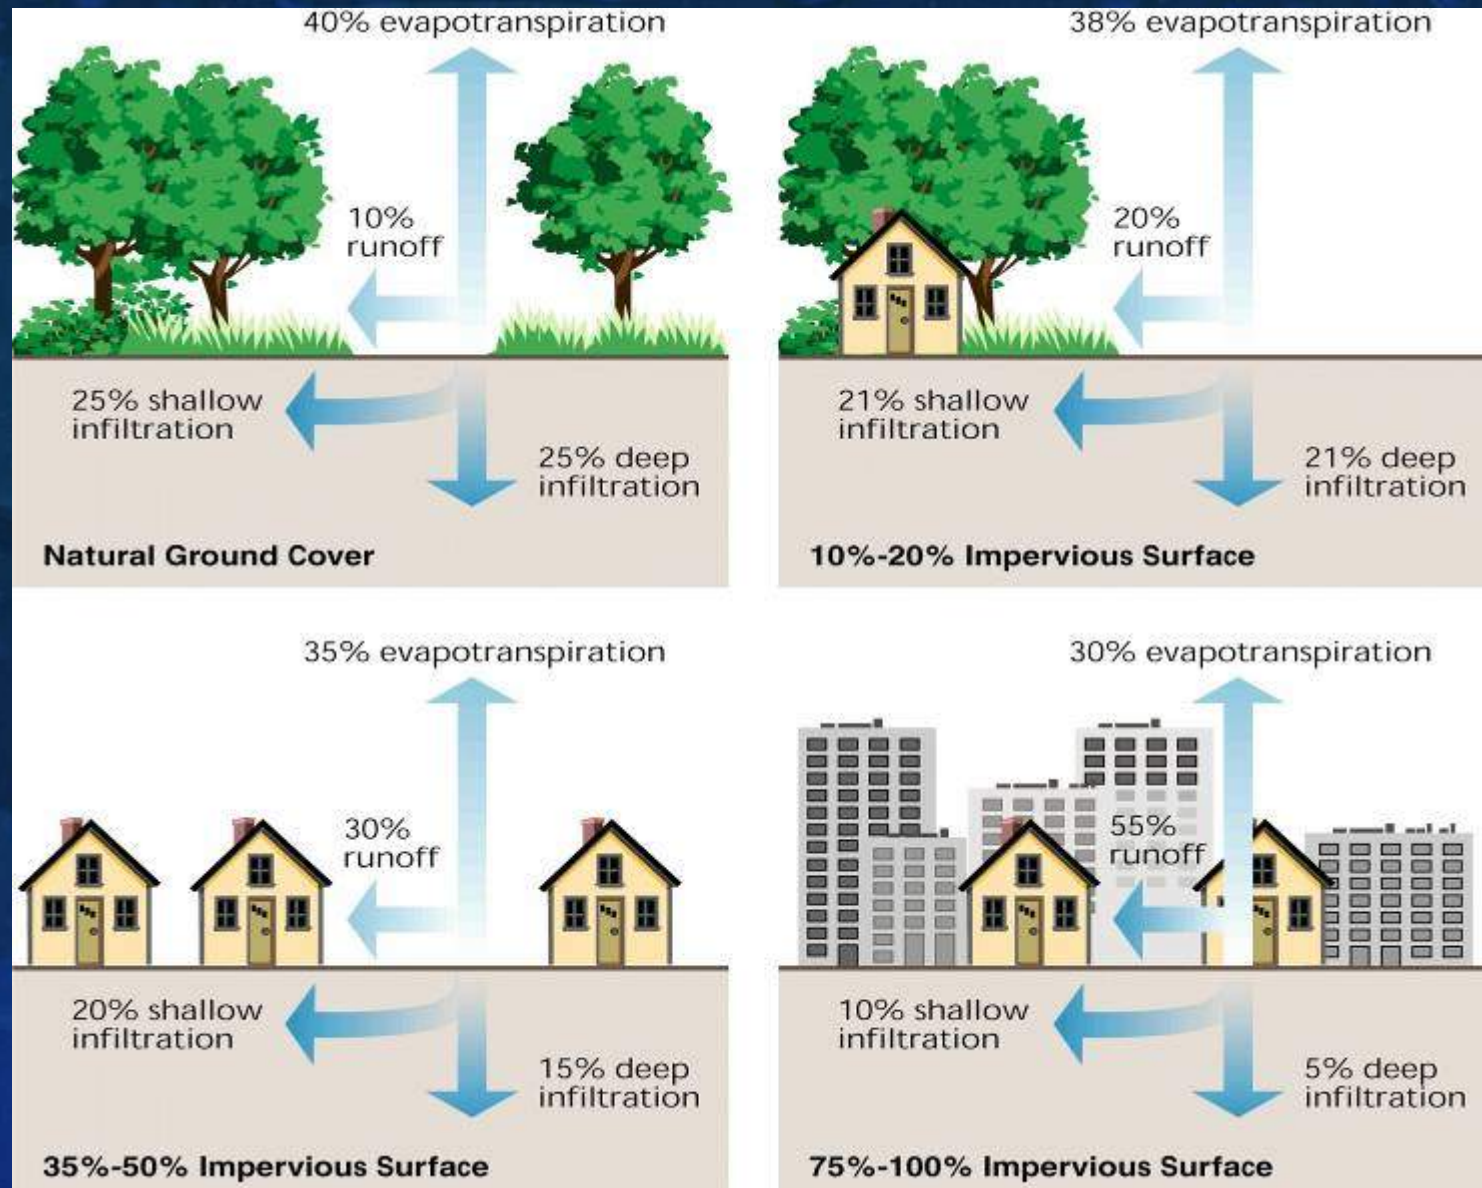 40% evapotranspiration
10%
runoff
25% shallow
infiltration
25% deep
infiltration
Natural Ground Cover
38% evapotranspiration
20%
runoff
21% shallow
infiltration
21% deep
infiltration
10%-20% Impervious Surface
35% evapotranspiration
30%
runoff
20% shallow
infiltration
15% deep
infiltration
35%-50% Impervious Surface
30% evapotranspiration
55%
runoff
10% shallow
infiltration
5% deep
infiltration
75%-100% Impervious Surface